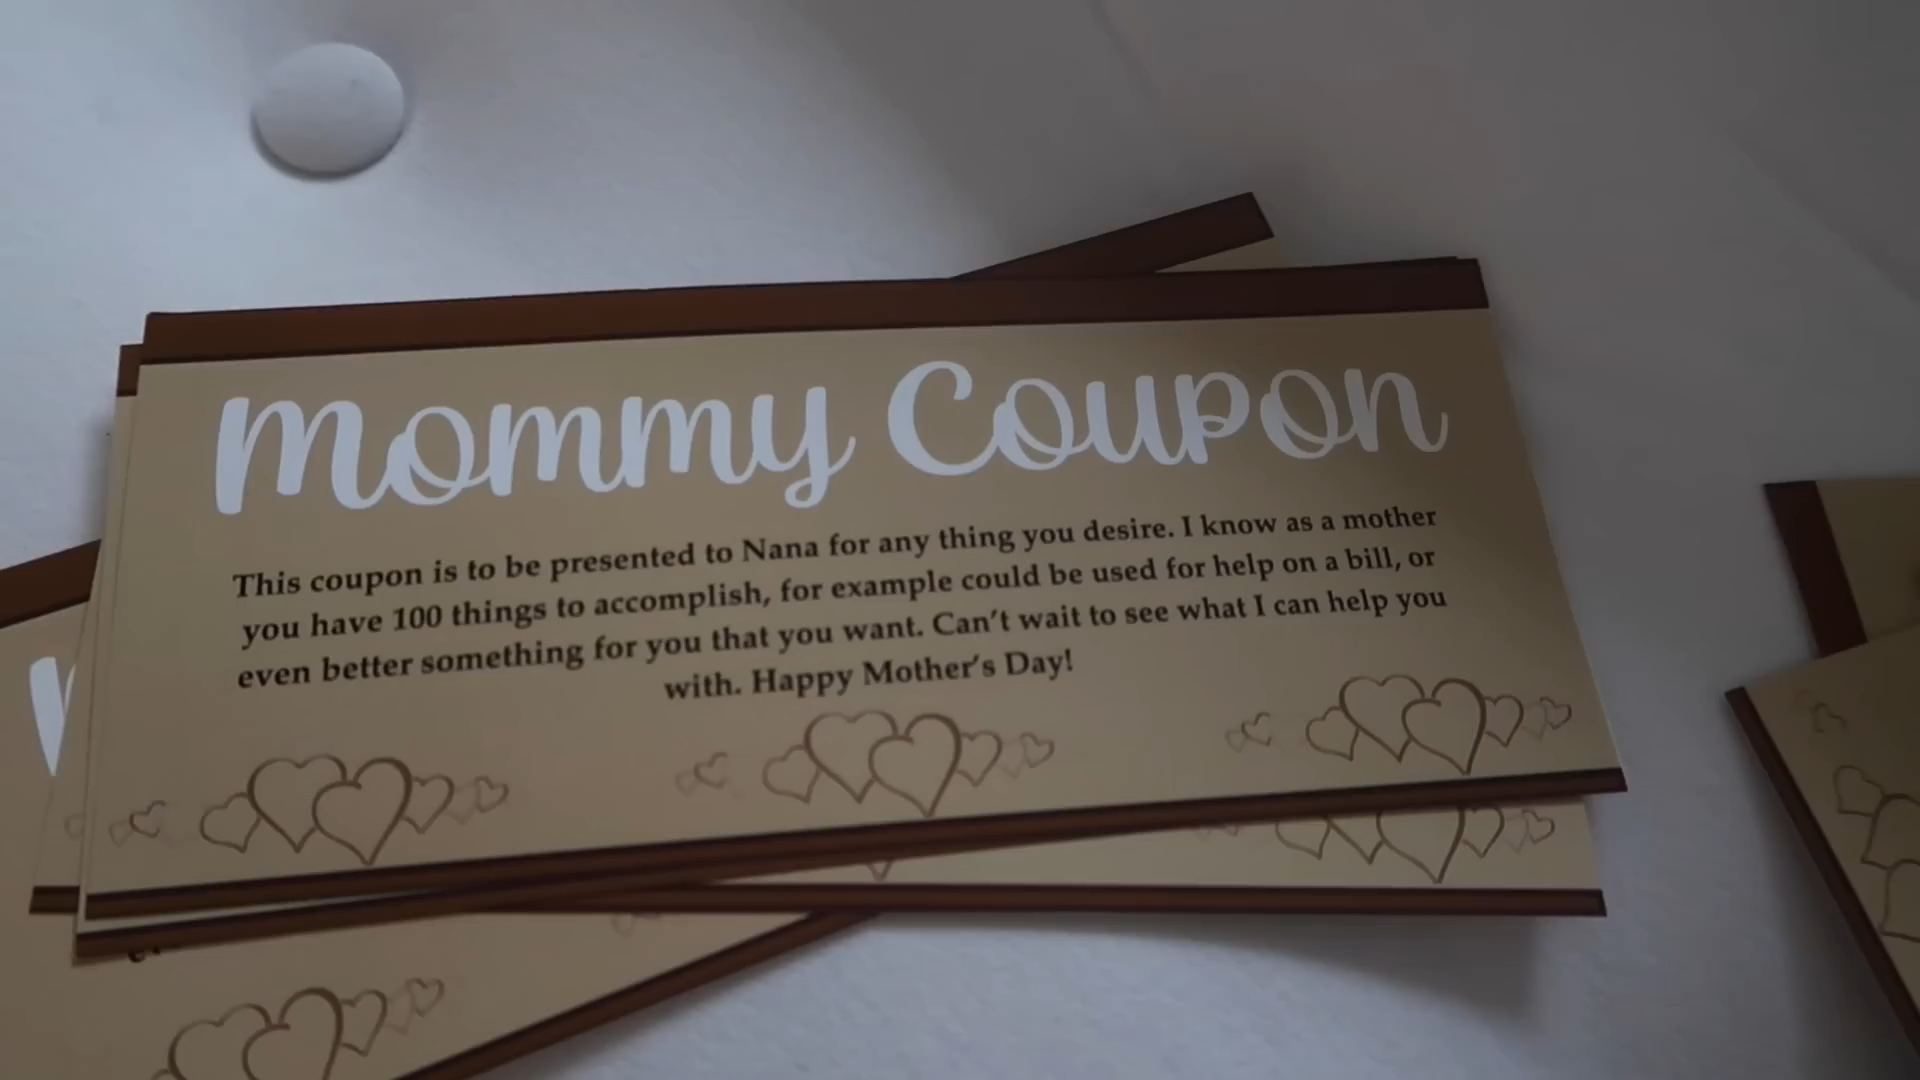 Mommy Coupon
This coupon is to be presented to Nana for any thing you desire. I know as a mother
you have 100 things to accomplish, for example could be used for help on a bill, or
even better something for you that you want. Can't wait to see what I can help you
with. Happy Mother's Day!